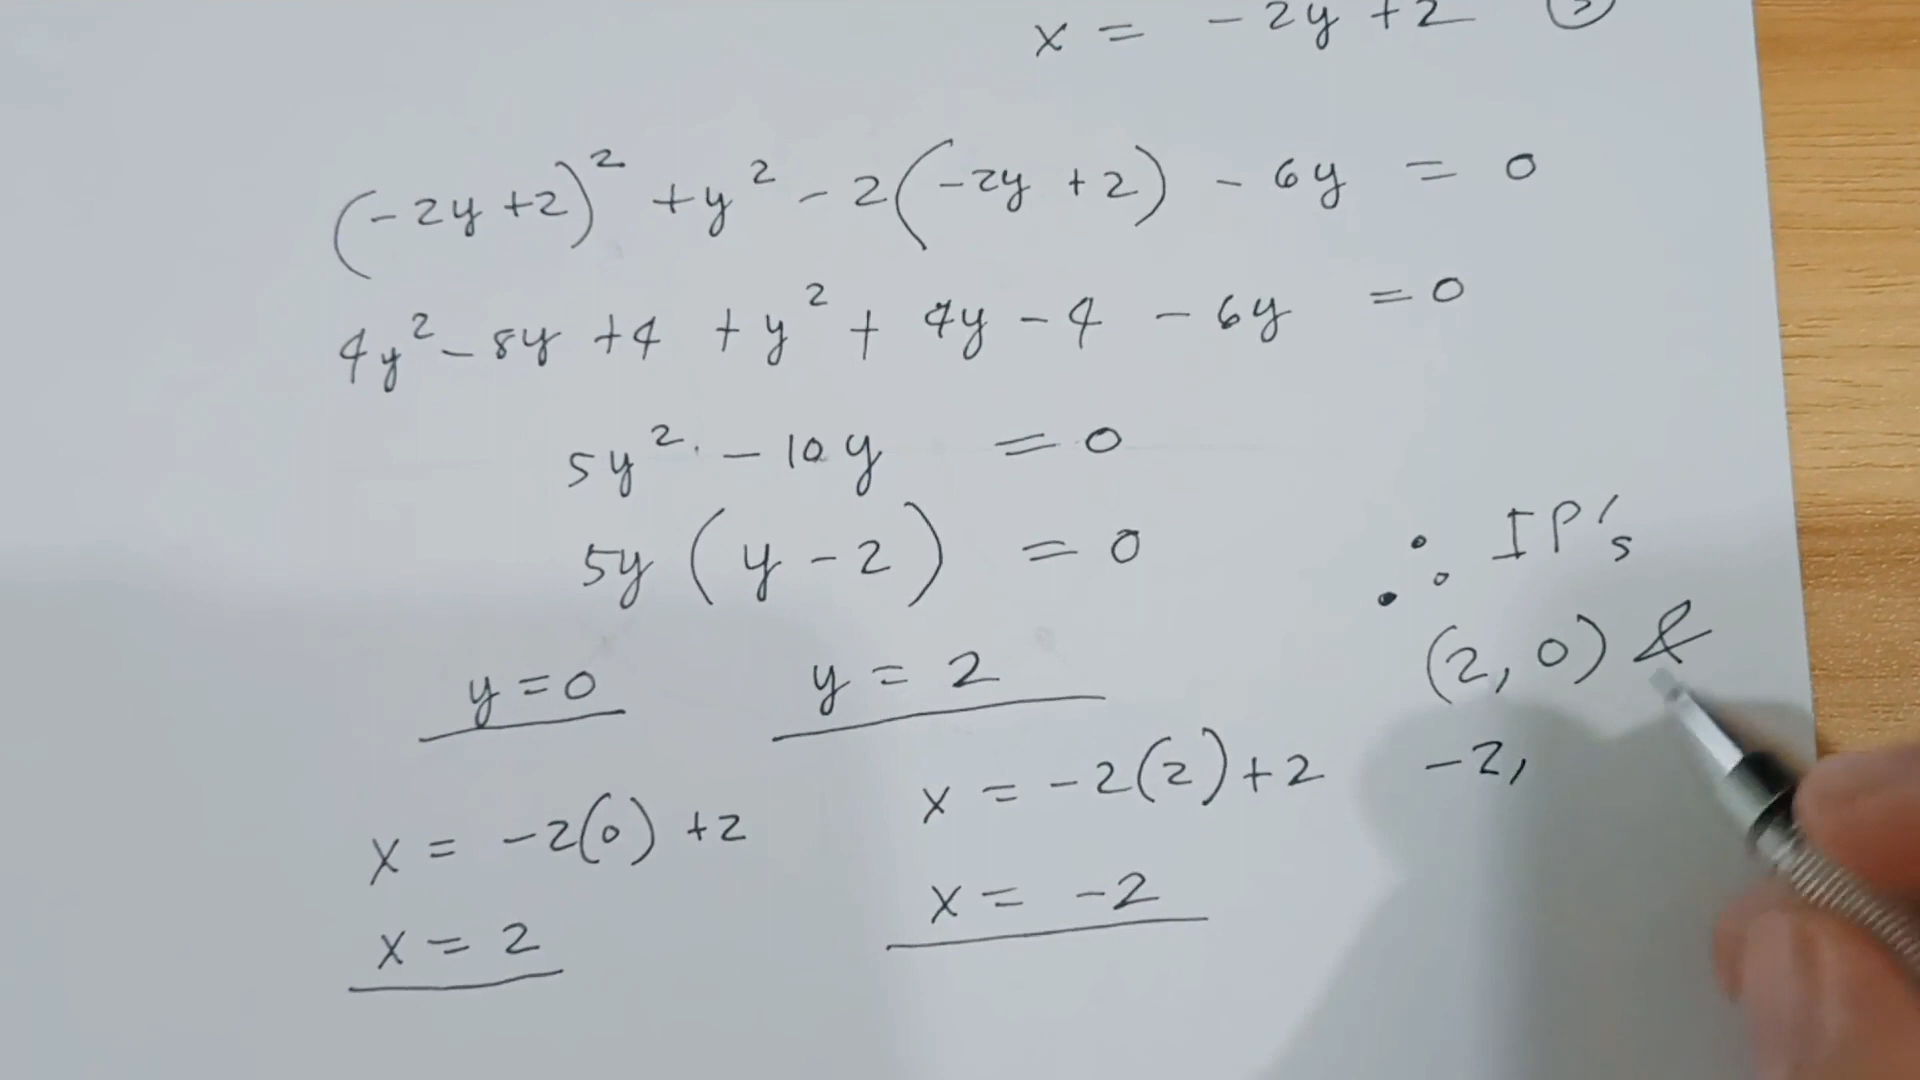 x = -2y + 2 ③
(-2y + 2)² + y² - 2(-2y + 2) - 6y = 0
4y² - 8y + 4 + y² + 4y - 4 - 6y = 0
5y² - 10y = 0
5y(y - 2) = 0
y = 0
x = -2(0) + 2
x = 2
y = 2
x = -2(2) + 2
x = -2
∴ IP's
(2, 0) &
-2,